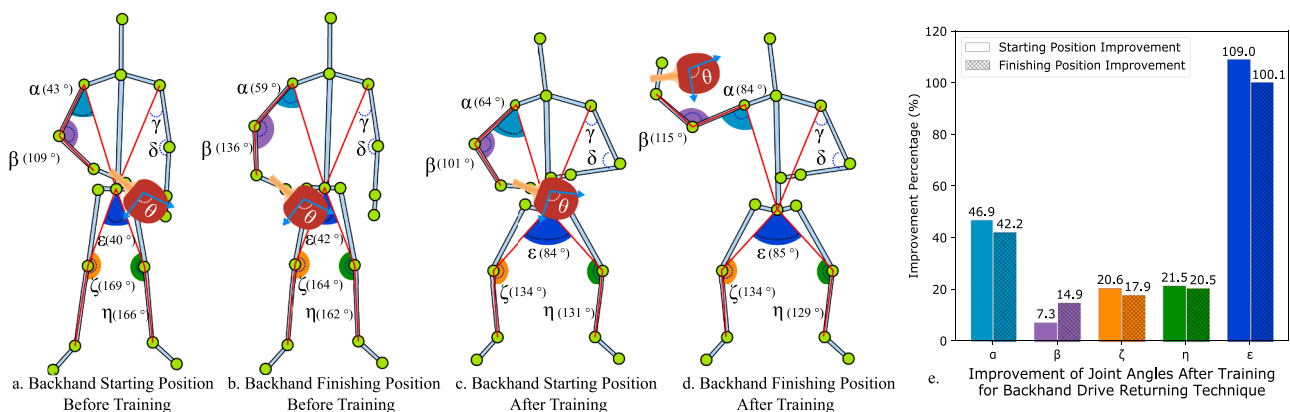 α(43 °)
β(109 °)
γ
δ
θ
ε(40 °)
ζ(169 °)
η(166 °)
a. Backhand Starting Position
Before Training
α(59 °)
β(136 °)
γ
δ
θ
ε(42 °)
ζ(164 °)
η(162 °)
b. Backhand Finishing Position
Before Training
α(64 °)
β(101 °)
γ
δ
θ
ε(84 °)
ζ(134 °)
η(131 °)
c. Backhand Starting Position
After Training
θ
α(84 °)
β(115 °)
γ
δ
ε(85 °)
ζ(134 °)
η(129 °)
d. Backhand Finishing Position
After Training
Improvement Percentage (%)
120
100
80
60
40
20
0
Starting Position Improvement
Finishing Position Improvement
46.9
42.2
7.3
14.9
20.6
17.9
21.5
20.5
109.0
100.1
α
β
ζ
η
ε
e.
Improvement of Joint Angles After Training
for Backhand Drive Returning Technique